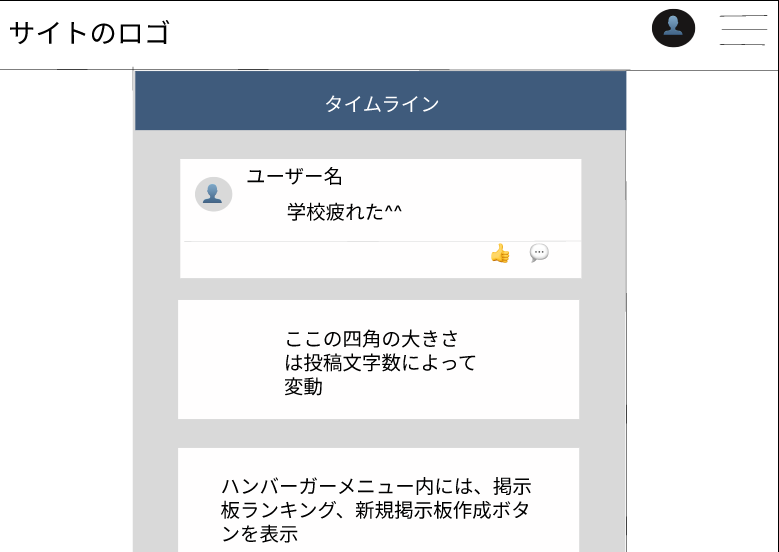 サイトのロゴ
タイムライン
ユーザー名
学校疲れた^^
ここの四角の大きさ
は投稿文字数によって
変動
ハンバーガーメニュー内には、掲示
板ランキング、新規掲示板作成ボタ
ンを表示